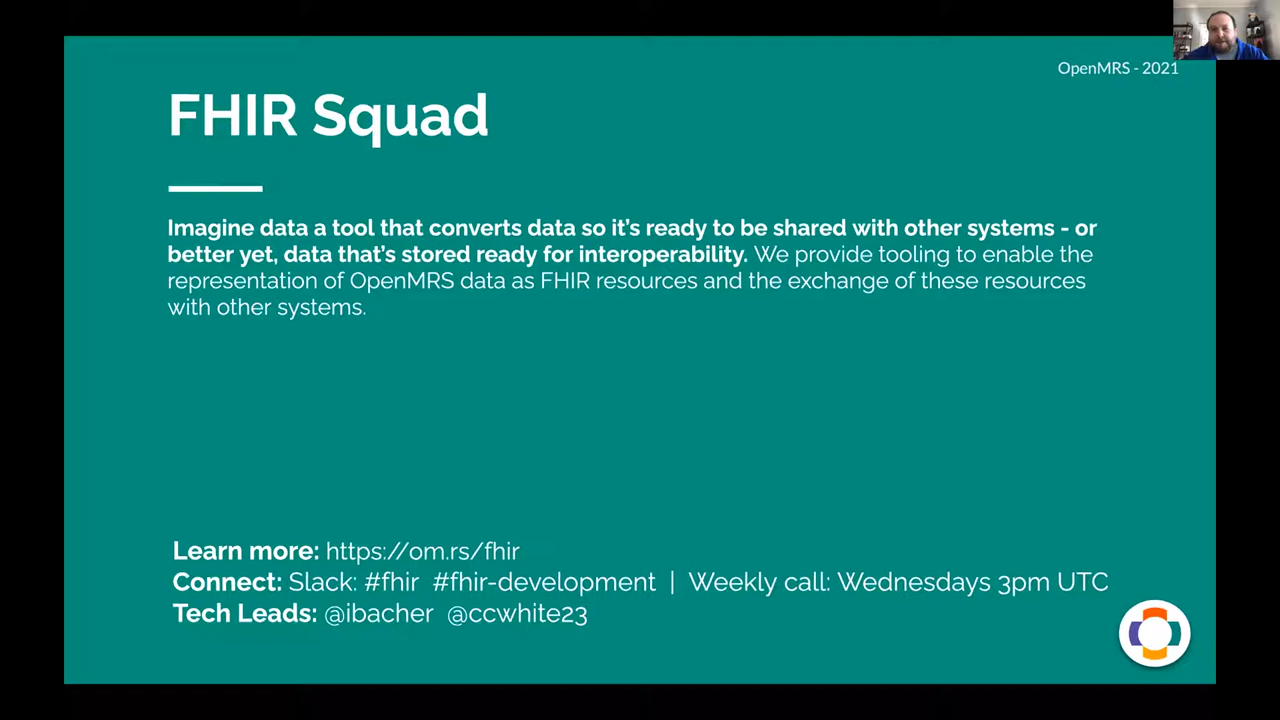 OpenMRS - 2021
FHIR Squad
Imagine data a tool that converts data so it's ready to be shared with other systems - or
better yet, data that's stored ready for interoperability. We provide tooling to enable the
representation of OpenMRS data as FHIR resources and the exchange of these resources
with other systems.
Learn more: https://om.rs/fhir
Connect: Slack: #fhir #fhir-development | Weekly call: Wednesdays 3pm UTC
Tech Leads: @ibacher @ccwhite23